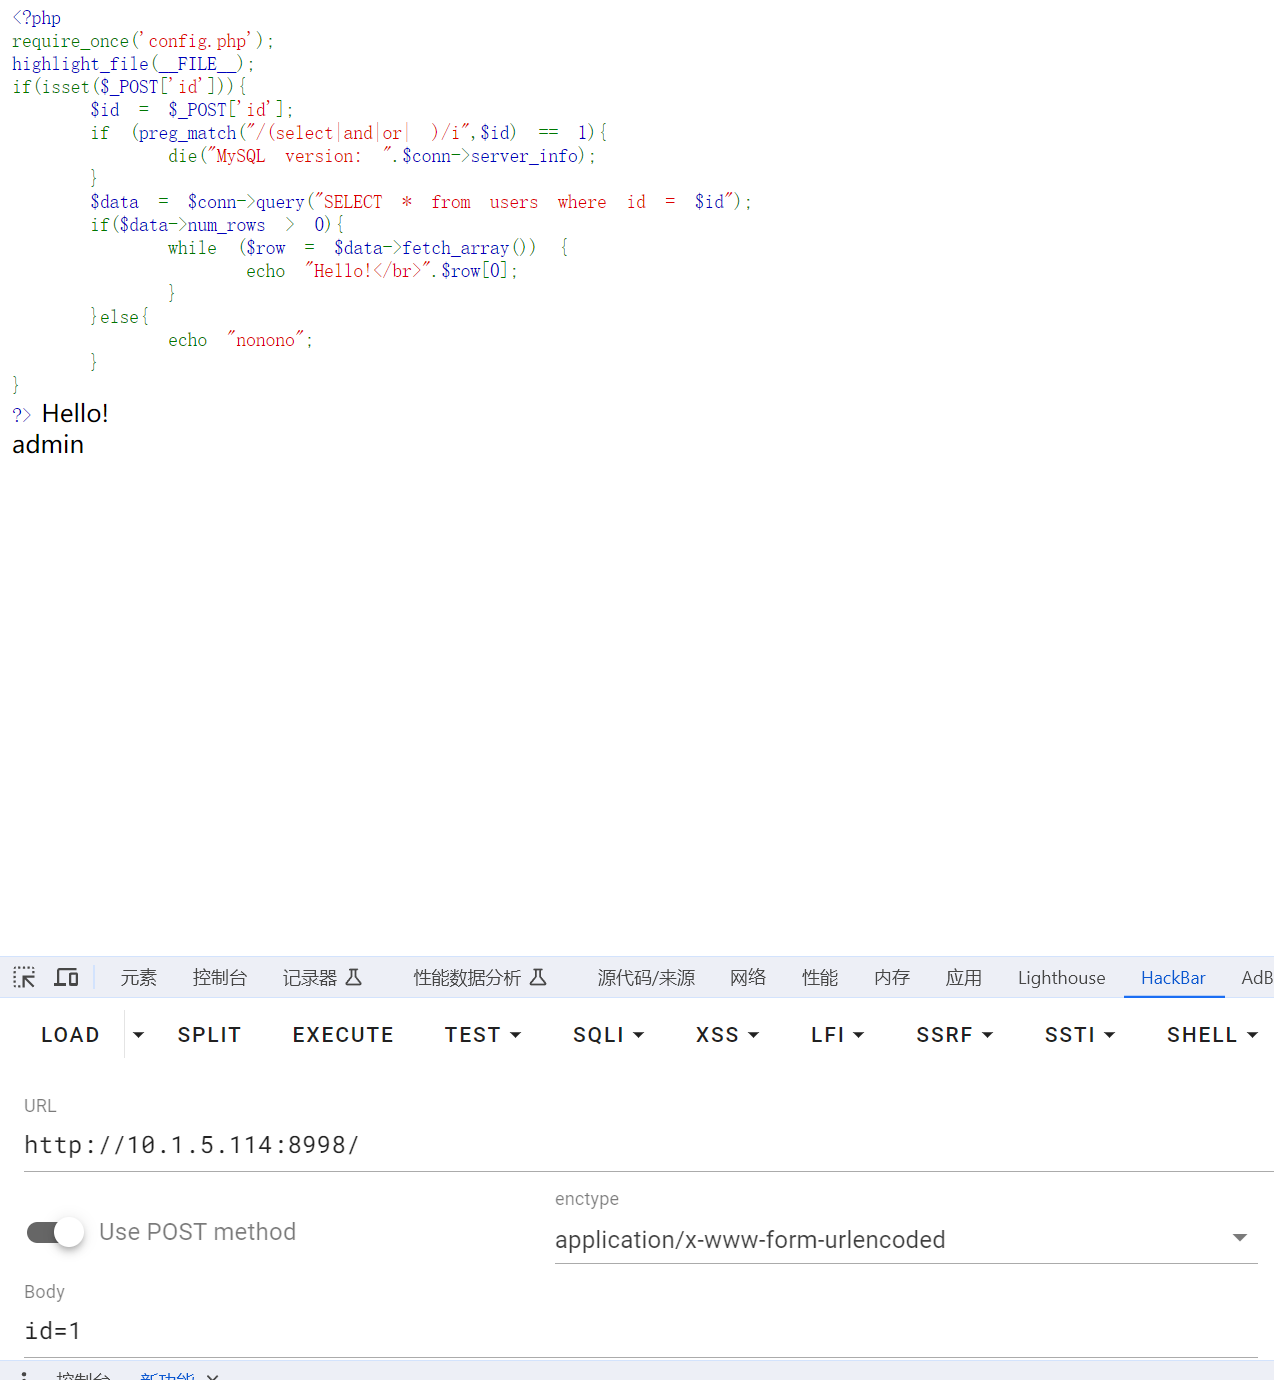 <?php
require_once('config.php');
highlight_file(__FILE__);
if(isset($_POST['id'])){
        $id = $_POST['id'];
        if (preg_match("/(select|and|or| )/i",$id) == 1){
                die("MySQL version: ".$conn->server_info);
        }
        $data = $conn->query("SELECT * from users where id = $id");
        if($data->num_rows > 0){
                while ($row = $data->fetch_array()) {
                        echo "Hello!</br>".$row[0];
                }
        }else{
                echo "nonono";
        }
}
?> Hello!
admin
元素 控制台 记录器 性能数据分析 源代码/来源 网络 性能 内存 应用 Lighthouse HackBar AdB
LOAD SPLIT EXECUTE TEST SQLI XSS LFI SSRF SSTI SHELL
URL
http://10.1.5.114:8998/
enctype
Use POST method
application/x-www-form-urlencoded
Body
id=1
控制台 新功能